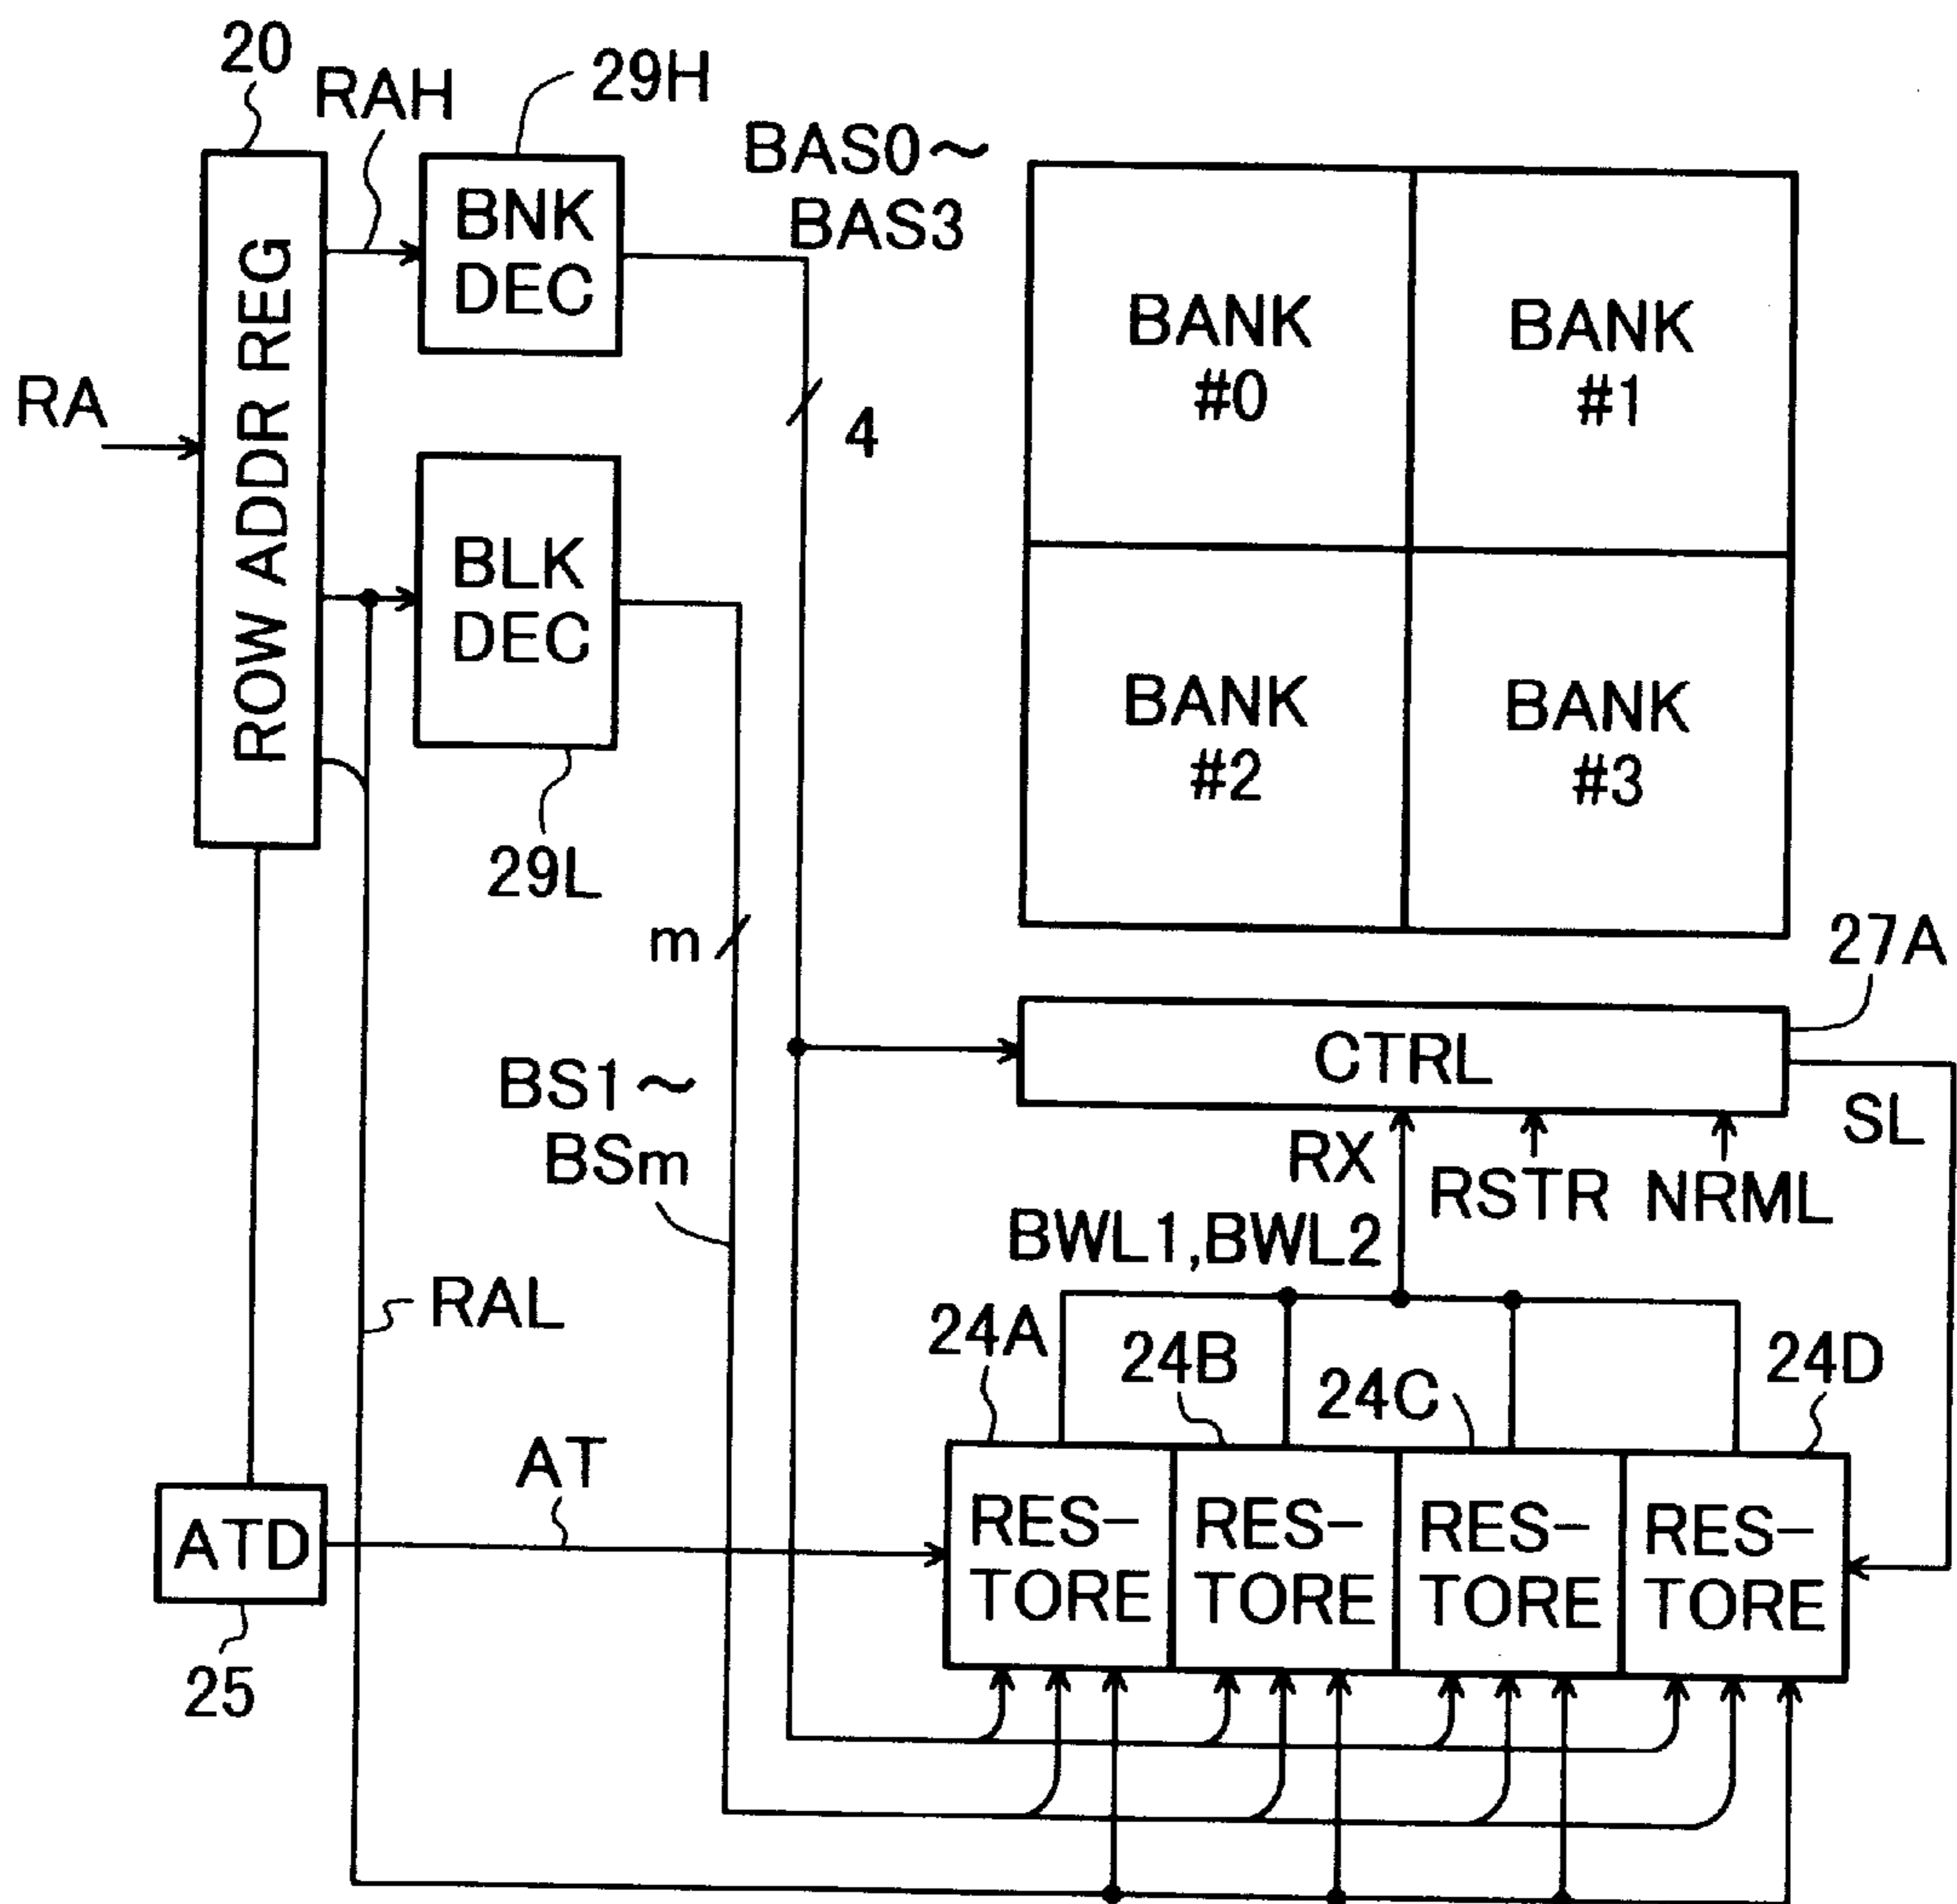 20
RAH
29H
BAS0～
BAS3
ROW ADDR REG
BNK
DEC
BANK
#0
BANK
#1
RA
4
BLK
DEC
BANK
#2
BANK
#3
29L
m
27A
CTRL
BS1～
BSm
SL
RX
RSTR
NRML
BWL1,BWL2
RAL
24A
24B
24C
24D
AT
ATD
RES-
TORE
RES-
TORE
RES-
TORE
RES-
TORE
25